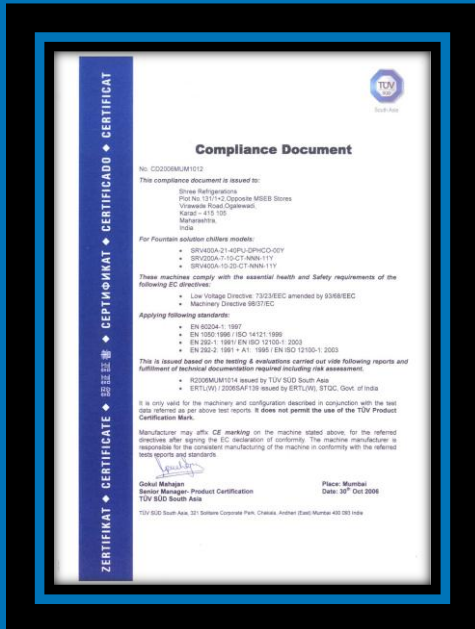 ZERTIFIKAT ◆ CERTIFICATE ◆ 認証証書 ◆ СЕРТИФИКАТ ◆ CERTIFICADO ◆ CERTIFICAT
TÜV
SÜD
South Asia
Compliance Document
No. CD2006MUM1012
This compliance document is issued to:
Shree Refrigerations
Plot No.131/1+2,Opposite MSEB Stores
Virawade Road,Ogalewadi,
Karad – 415 105
Maharashtra,
India
For Fountain solution chillers models:
• SRV400A-21-40PU-DPHCO-00Y
• SRV200A-7-10-CT-NNN-11Y
• SRV400A-10-20-CT-NNN-11Y
These machines comply with the essential health and Safety requirements of the
following EC directives:
• Low Voltage Directive: 73/23/EEC amended by 93/68/EEC
• Machinery Directive 98/37/EC
Applying following standards:
• EN 60204-1: 1997
• EN 1050:1996 / ISO 14121:1999
• EN 292-1: 1991/ EN ISO 12100-1: 2003
• EN 292-2: 1991 + A1: 1995 / EN ISO 12100-1: 2003
This is issued based on the testing & evaluations carried out vide following reports and
fulfillment of technical documentation required including risk assessment.
• R2006MUM1014 issued by TÜV SÜD South Asia
• ERTL(W) / 2006SAF139 issued by ERTL(W), STQC, Govt. of India
It is only valid for the machinery and configuration described in conjunction with the test
data referred as per above test reports. It does not permit the use of the TÜV Product
Certification Mark.
Manufacturer may affix CE marking on the machine stated above, for the referred
directives after signing the EC declaration of conformity. The machine manufacturer is
responsible for the consistent manufacturing of the machine in conformity with the referred
tests reports and standards
Gokul Mahajan
Senior Manager- Product Certification
TÜV SÜD South Asia
Place: Mumbai
Date: 30th Oct 2006
TÜV SÜD South Asia, 321 Solitaire Corporate Park, Chakala, Andheri (East) Mumbai 400 093 India